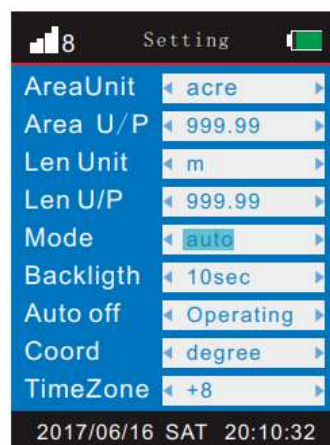 8 Setting
AreaUnit acre
Area U/P 999.99
Len Unit m
Len U/P 999.99
Mode auto
Backligth 10sec
Auto off Operating
Coord degree
TimeZone +8
2017/06/16 SAT 20:10:32